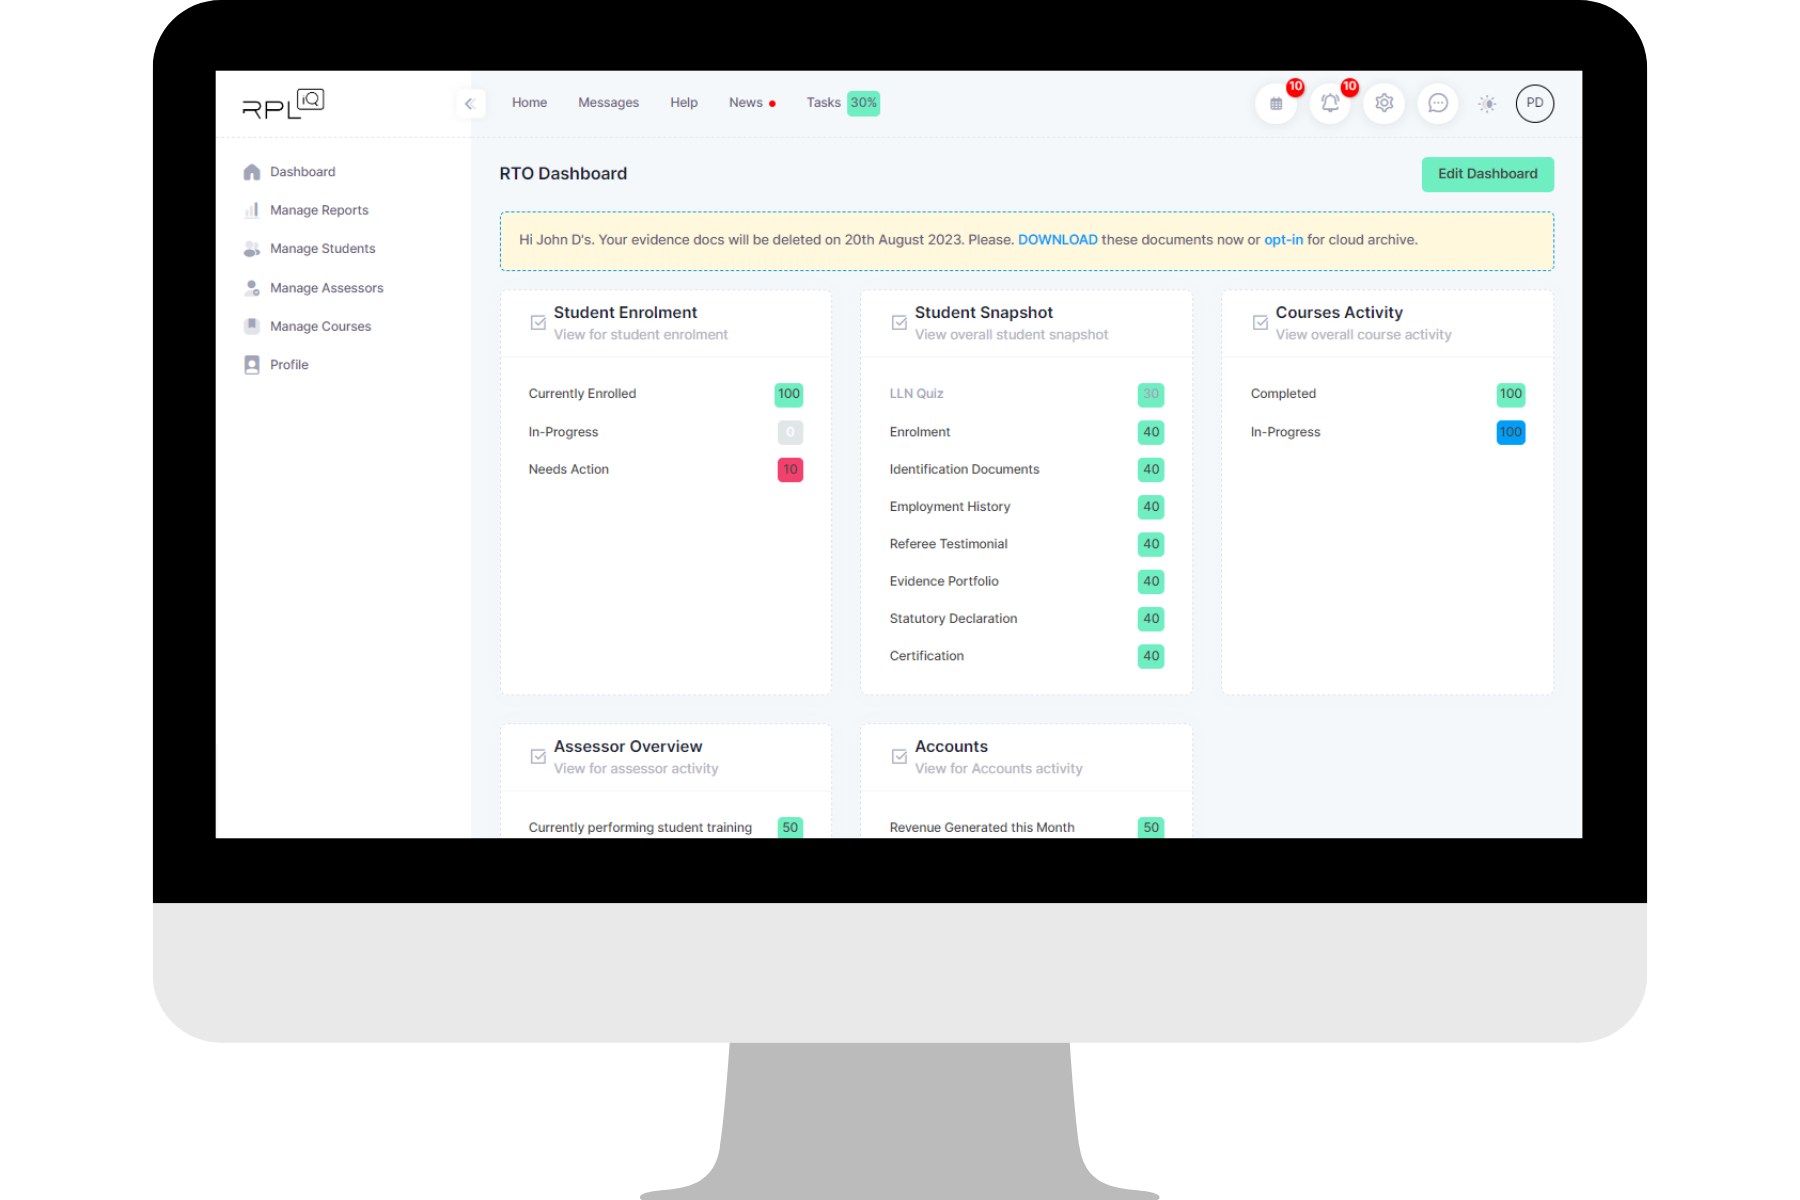 RPL iQ
Home Messages Help News Tasks 30%
10 10 PD
Dashboard
Manage Reports
Manage Students
Manage Assessors
Manage Courses
Profile
RTO Dashboard
Edit Dashboard
Hi John D's. Your evidence docs will be deleted on 20th August 2023. Please. DOWNLOAD these documents now or opt-in for cloud archive.
Student Enrolment
View for student enrolment
Currently Enrolled 100
In-Progress 0
Needs Action 10
Student Snapshot
View overall student snapshot
LLN Quiz 30
Enrolment 40
Identification Documents 40
Employment History 40
Referee Testimonial 40
Evidence Portfolio 40
Statutory Declaration 40
Certification 40
Courses Activity
View overall course activity
Completed 100
In-Progress 100
Assessor Overview
View for assessor activity
Currently performing student training 50
Accounts
View for Accounts activity
Revenue Generated this Month 50